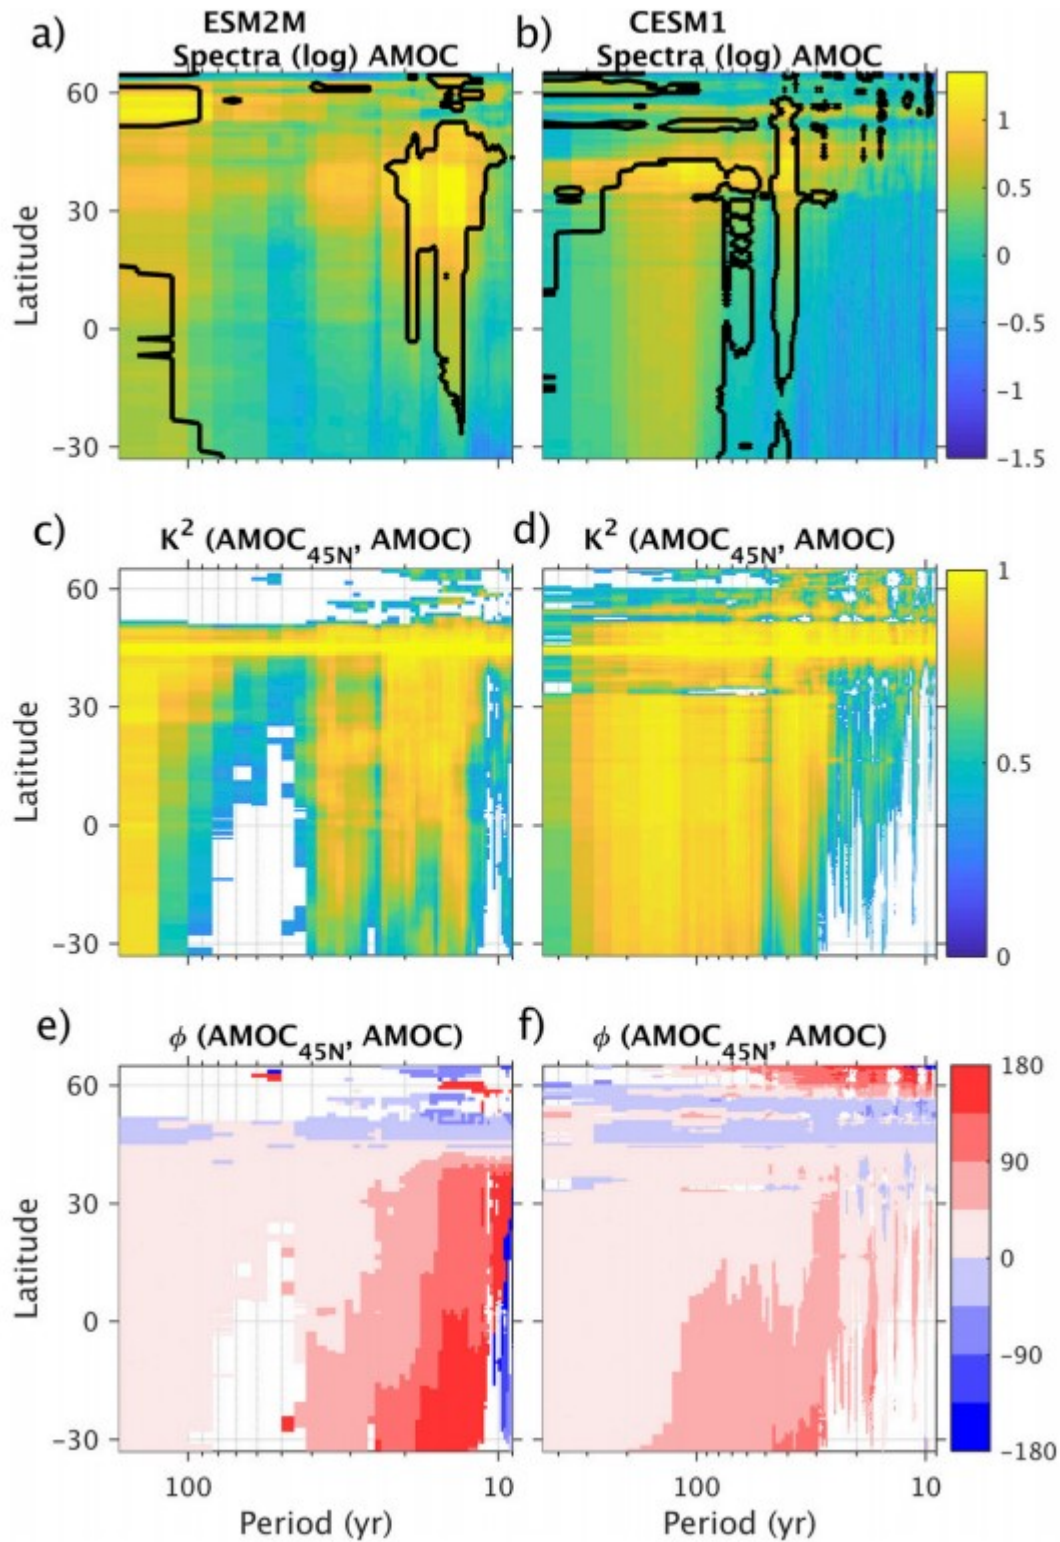 a) ESM2M b) CESM1
Spectra (log) AMOC Spectra (log) AMOC
60
30
0
−30
Latitude
1
0.5
0
−0.5
−1
−1.5
c) K² (AMOC₄₅N, AMOC) d) K² (AMOC₄₅N, AMOC)
60
30
0
−30
Latitude
1
0.5
0
e) ϕ (AMOC₄₅N, AMOC) f) ϕ (AMOC₄₅N, AMOC)
60
30
0
−30
Latitude
180
90
0
−90
−180
100 10 100 10
Period (yr) Period (yr)